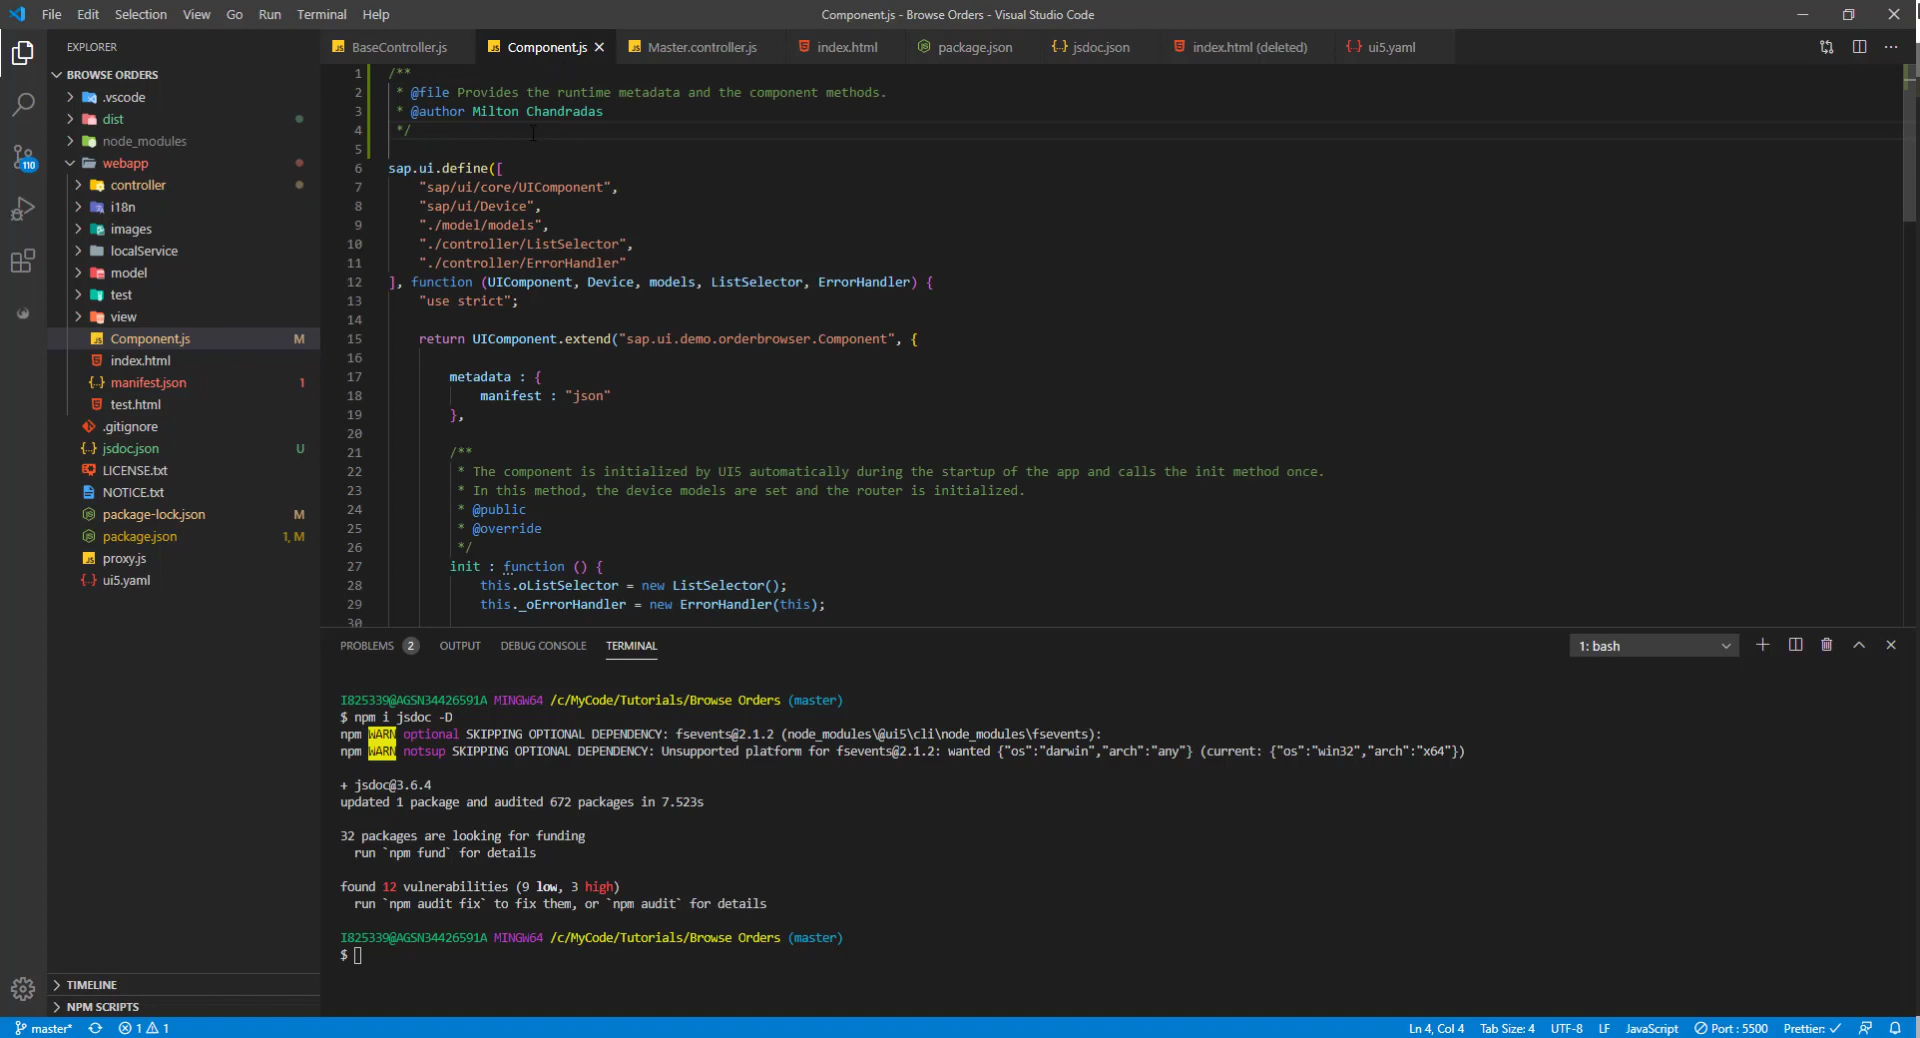 File Edit Selection View Go Run Terminal Help
Component.js - Browse Orders - Visual Studio Code
EXPLORER
BROWSE ORDERS
.vscode
dist
node_modules
webapp
controller
i18n
images
localService
model
test
view
Component.js M
index.html
manifest.json 1
test.html
.gitignore
jsdoc.json U
LICENSE.txt
NOTICE.txt
package-lock.json M
package.json 1, M
proxy.js
ui5.yaml
TIMELINE
NPM SCRIPTS
110
BaseController.js Component.js Master.controller.js index.html package.json jsdoc.json index.html (deleted) ui5.yaml
1 /**
2 * @file Provides the runtime metadata and the component methods.
3 * @author Milton Chandradas
4 */
5
6 sap.ui.define([
7 "sap/ui/core/UIComponent",
8 "sap/ui/Device",
9 "./model/models",
10 "./controller/ListSelector",
11 "./controller/ErrorHandler"
12 ], function (UIComponent, Device, models, ListSelector, ErrorHandler) {
13 "use strict";
14
15 return UIComponent.extend("sap.ui.demo.orderbrowser.Component", {
16
17 metadata : {
18 manifest : "json"
19 },
20
21 /**
22 * The component is initialized by UI5 automatically during the startup of the app and calls the init method once.
23 * In this method, the device models are set and the router is initialized.
24 * @public
25 * @override
26 */
27 init : function () {
28 this.oListSelector = new ListSelector();
29 this._oErrorHandler = new ErrorHandler(this);
30
PROBLEMS 2 OUTPUT DEBUG CONSOLE TERMINAL
1: bash
I825339@AGSN34426591A MINGW64 /c/MyCode/Tutorials/Browse Orders (master)
$ npm i jsdoc -D
npm WARN optional SKIPPING OPTIONAL DEPENDENCY: fsevents@2.1.2 (node_modules\@ui5\cli\node_modules\fsevents):
npm WARN notsup SKIPPING OPTIONAL DEPENDENCY: Unsupported platform for fsevents@2.1.2: wanted {"os":"darwin","arch":"any"} (current: {"os":"win32","arch":"x64"})
+ jsdoc@3.6.4
updated 1 package and audited 672 packages in 7.523s
32 packages are looking for funding
run `npm fund` for details
found 12 vulnerabilities (9 low, 3 high)
run `npm audit fix` to fix them, or `npm audit` for details
I825339@AGSN34426591A MINGW64 /c/MyCode/Tutorials/Browse Orders (master)
$
master* 1 1
Ln 4, Col 4 Tab Size: 4 UTF-8 LF JavaScript Port : 5500 Prettier: ✓